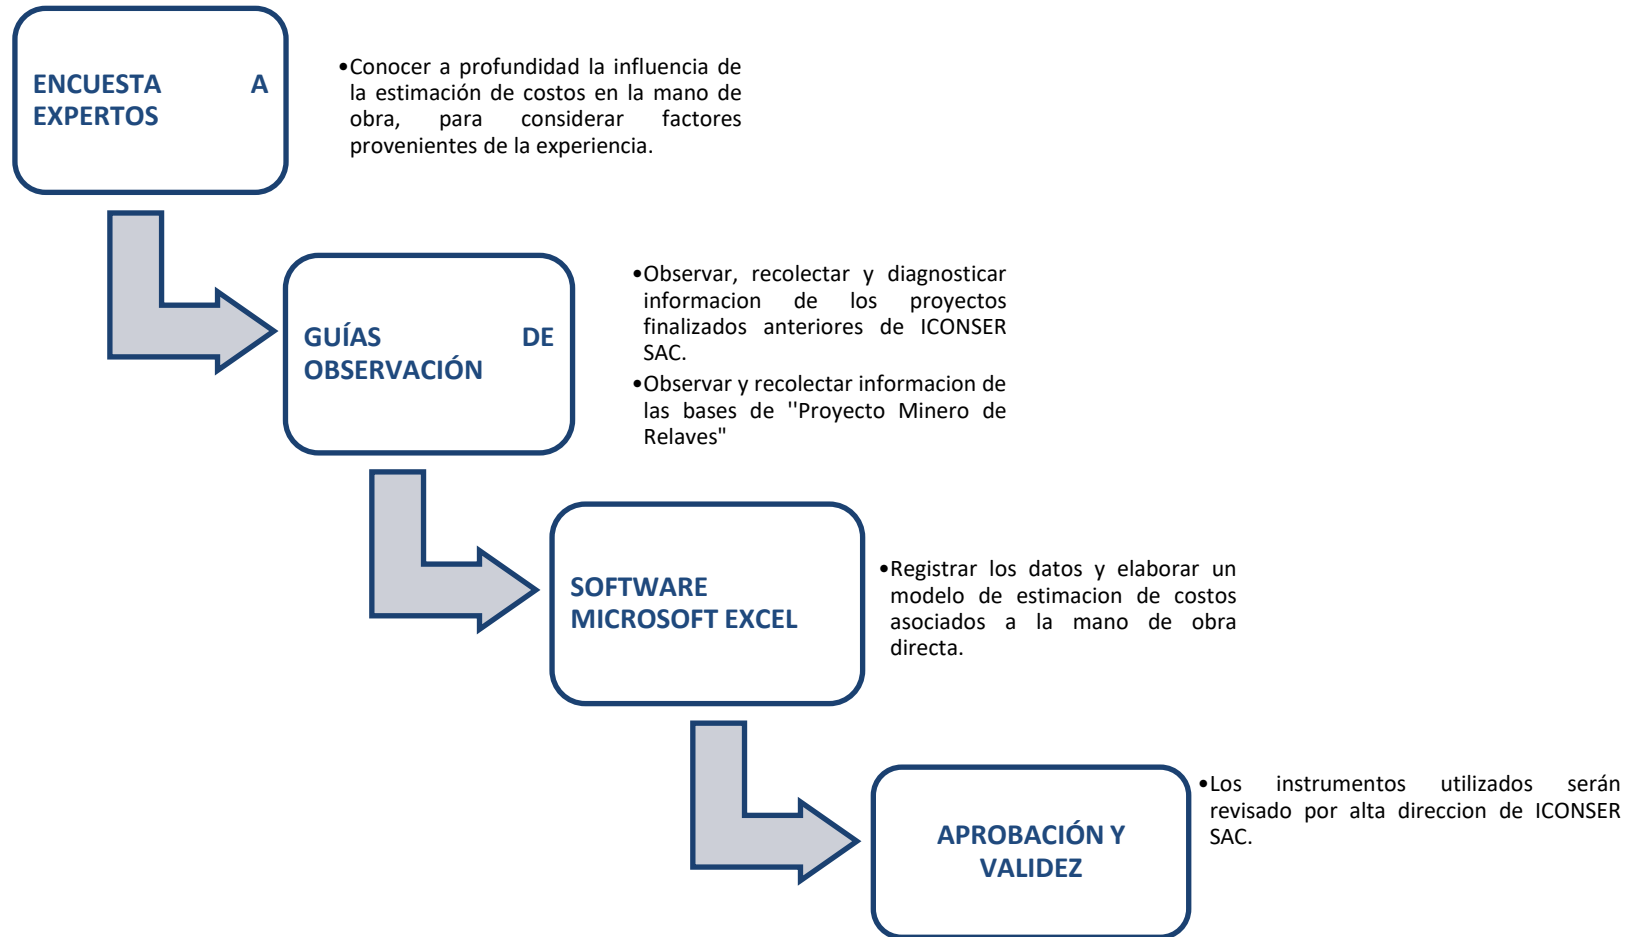 ENCUESTA A
EXPERTOS
•Conocer a profundidad la influencia de
la estimación de costos en la mano de
obra, para considerar factores
provenientes de la experiencia.
GUÍAS DE
OBSERVACIÓN
•Observar, recolectar y diagnosticar
informacion de los proyectos
finalizados anteriores de ICONSER
SAC.
•Observar y recolectar informacion de
las bases de ''Proyecto Minero de
Relaves"
SOFTWARE
MICROSOFT EXCEL
•Registrar los datos y elaborar un
modelo de estimacion de costos
asociados a la mano de obra
directa.
APROBACIÓN Y
VALIDEZ
•Los instrumentos utilizados serán
revisado por alta direccion de ICONSER
SAC.